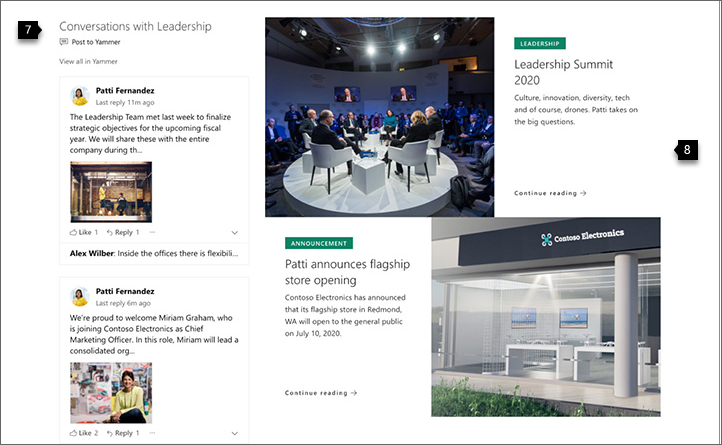 7
Conversations with Leadership
Post to Yammer
View all in Yammer
Patti Fernandez
Last reply 11m ago
The Leadership Team met last week to finalize
strategic objectives for the upcoming fiscal
year. We will share these with the entire
company during th...
Like 1 Reply 1 ...
Alex Wilber: Inside the offices there is flexibili...
Patti Fernandez
Last reply 6m ago
We're proud to welcome Miriam Graham, who
is joining Contoso Electronics as Chief
Marketing Officer. In this role, Miriam will lead a
consolidated org...
Like 2 Reply 1 ...
LEADERSHIP
Leadership Summit
2020
Culture, innovation, diversity, tech
and of course, drones. Patti takes on
the big questions.
Continue reading →
8
ANNOUNCEMENT
Patti announces flagship
store opening
Contoso Electronics has announced
that its flagship store in Redmond,
WA will open to the general public
on July 10, 2020.
Continue reading →
Contoso Electronics